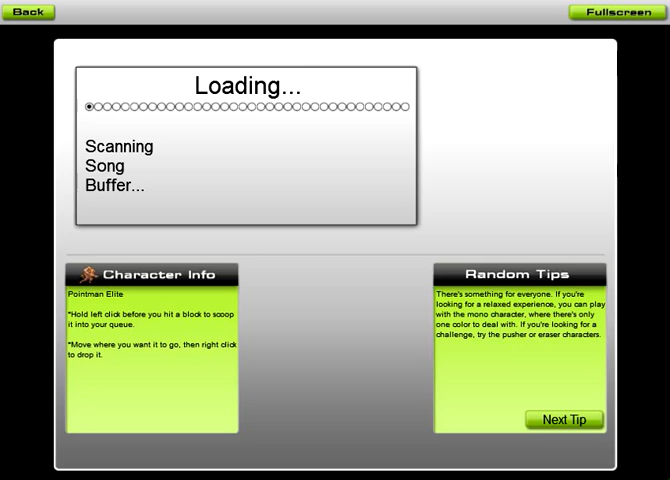 Back
Fullscreen
Loading...
Scanning
Song
Buffer...
Character Info
Pointman Elite
*Hold left click before you hit a block to scoop
it into your queue.
*Move where you want it to go, then right click
to drop it.
Random Tips
There's something for everyone. If you're
looking for a relaxed experience, you can play
with the mono character, where there's only
one color to deal with. If you're looking for a
challenge, try the pusher or eraser characters.
Next Tip